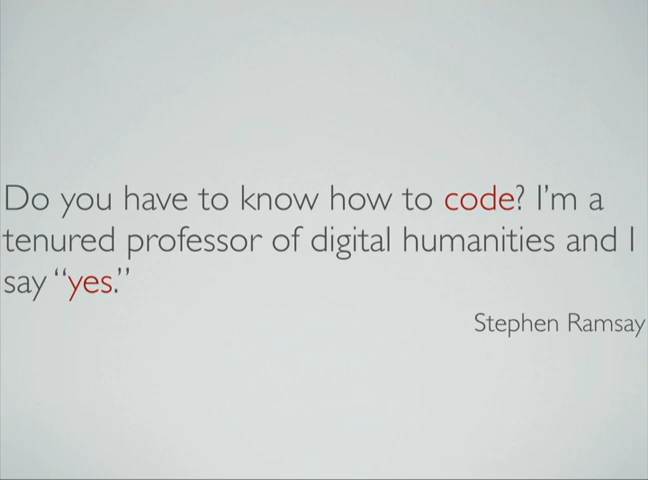 Do you have to know how to code? I'm a
tenured professor of digital humanities and I
say “yes.”
Stephen Ramsay